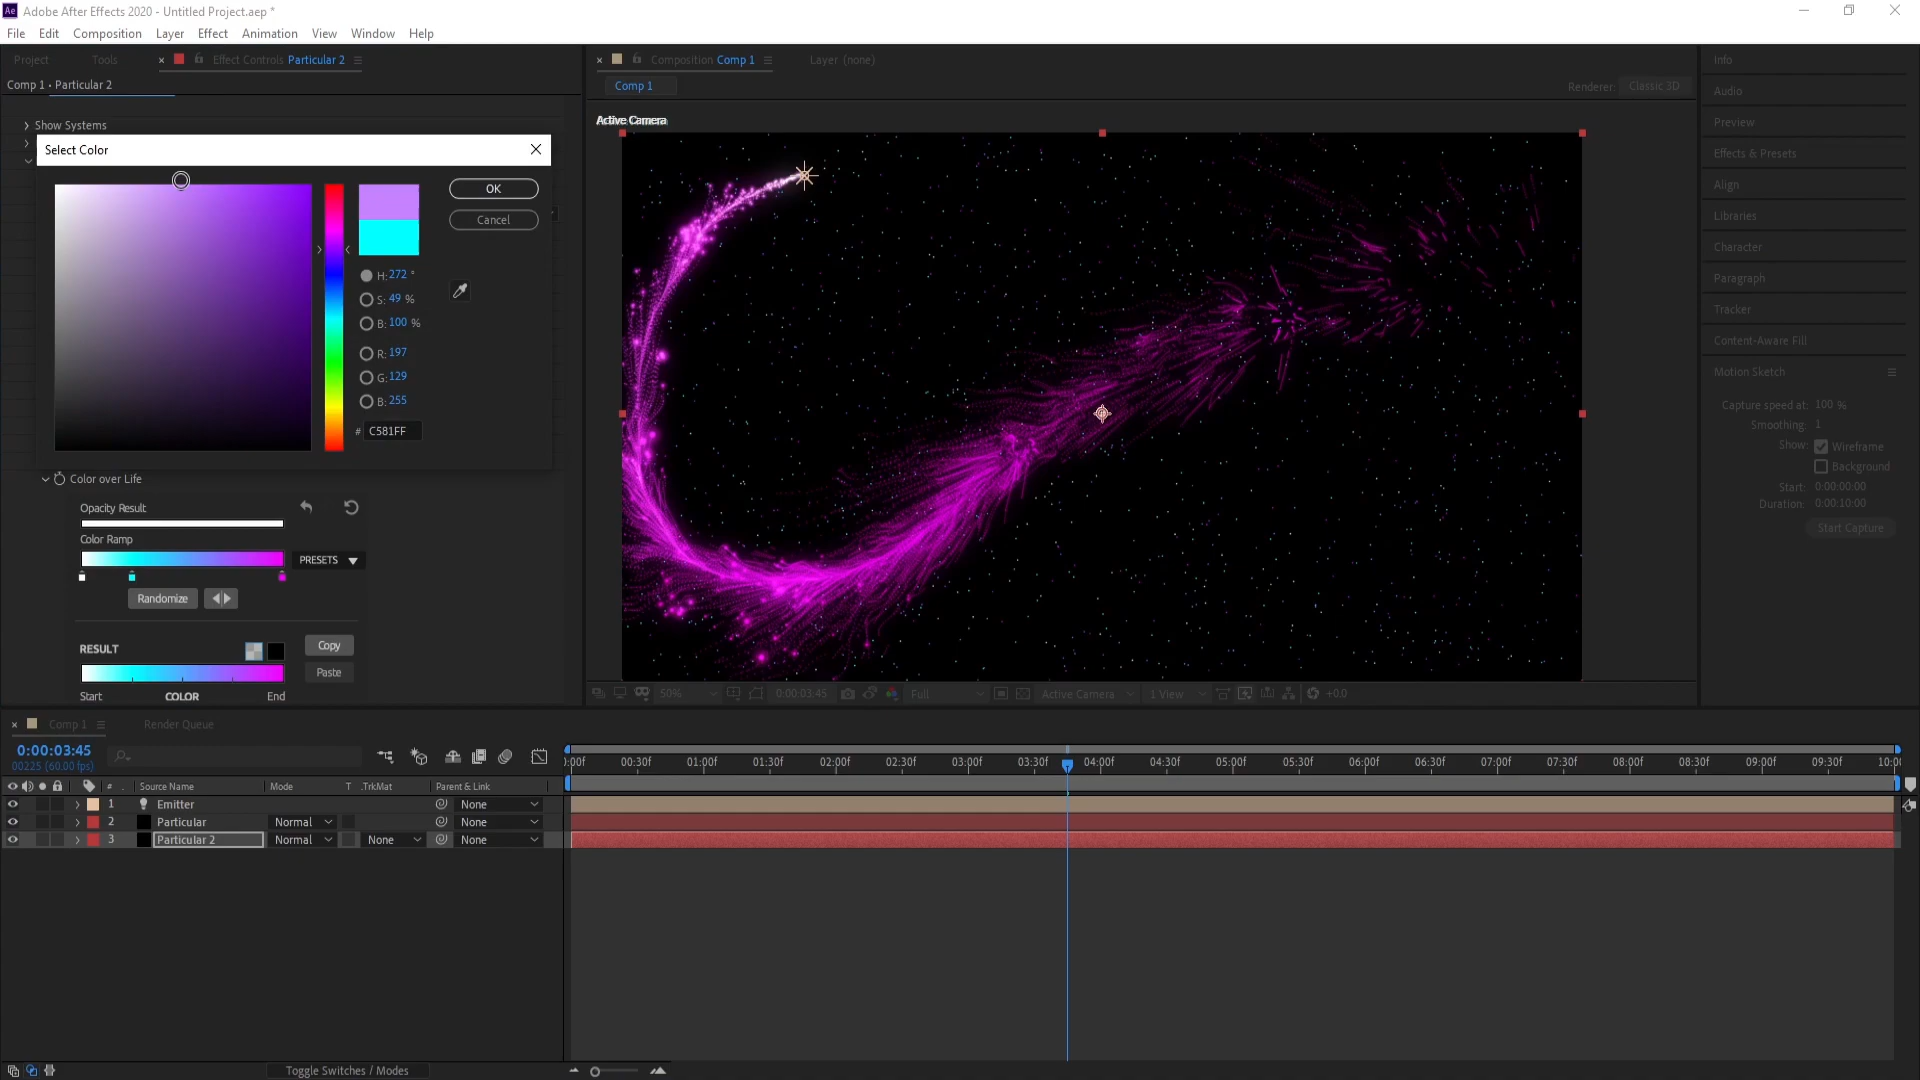 Ae Adobe After Effects 2020 - Untitled Project.aep *
File Edit Composition Layer Effect Animation View Window Help
Project Tools × Effect Controls Particular 2
Comp 1 • Particular 2
Show Systems
Select Color
OK
Cancel
H: 272 °
S: 49 %
B: 100 %
R: 197
G: 129
B: 255
# C581FF
Color over Life
Opacity Result
Color Ramp
PRESETS
Randomize
RESULT
Copy
Paste
Start COLOR End
Composition Comp 1 Layer (none)
Comp 1
Renderer: Classic 3D
Active Camera
50% 0:00:03:45 Full Active Camera 1 View +0.0
Info
Audio
Preview
Effects & Presets
Align
Libraries
Character
Paragraph
Tracker
Content-Aware Fill
Motion Sketch
Capture speed at: 100 %
Smoothing: 1
Show: Wireframe
Background
Start: 0:00:00:00
Duration: 0:00:10:00
Start Capture
Comp 1 Render Queue
0:00:03:45
00225 (60.00 fps)
:00f 00:30f 01:00f 01:30f 02:00f 02:30f 03:00f 03:30f 04:00f 04:30f 05:00f 05:30f 06:00f 06:30f 07:00f 07:30f 08:00f 08:30f 09:00f 09:30f 10:00
# Source Name Mode T .TrkMat Parent & Link
1 Emitter None
2 Particular Normal None
3 Particular 2 Normal None None
Toggle Switches / Modes